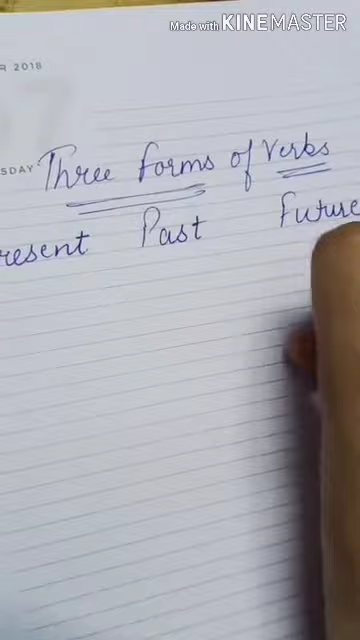 Made with KINEMASTER
R 2018
SDAY Three forms of Verbs
resent Past Future